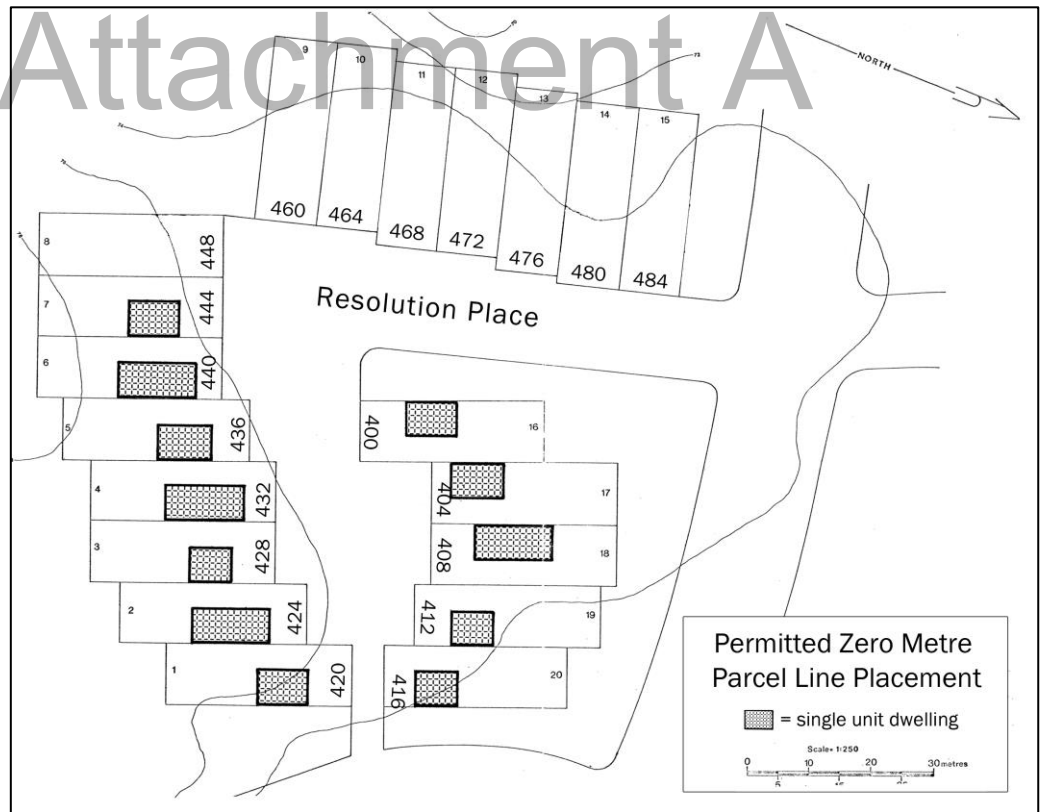 Attachment A
NORTH
9 10 11 12 13 14 15
460 464 468 472 476 480 484
Resolution Place
8 448
7 444
6 440
5 436
4 432
3 428
2 424
1 420
400 16
404 17
408 18
412 19
416 20
Permitted Zero Metre
Parcel Line Placement
= single unit dwelling
Scale= 1:250
0 10 20 30 metres
5 15